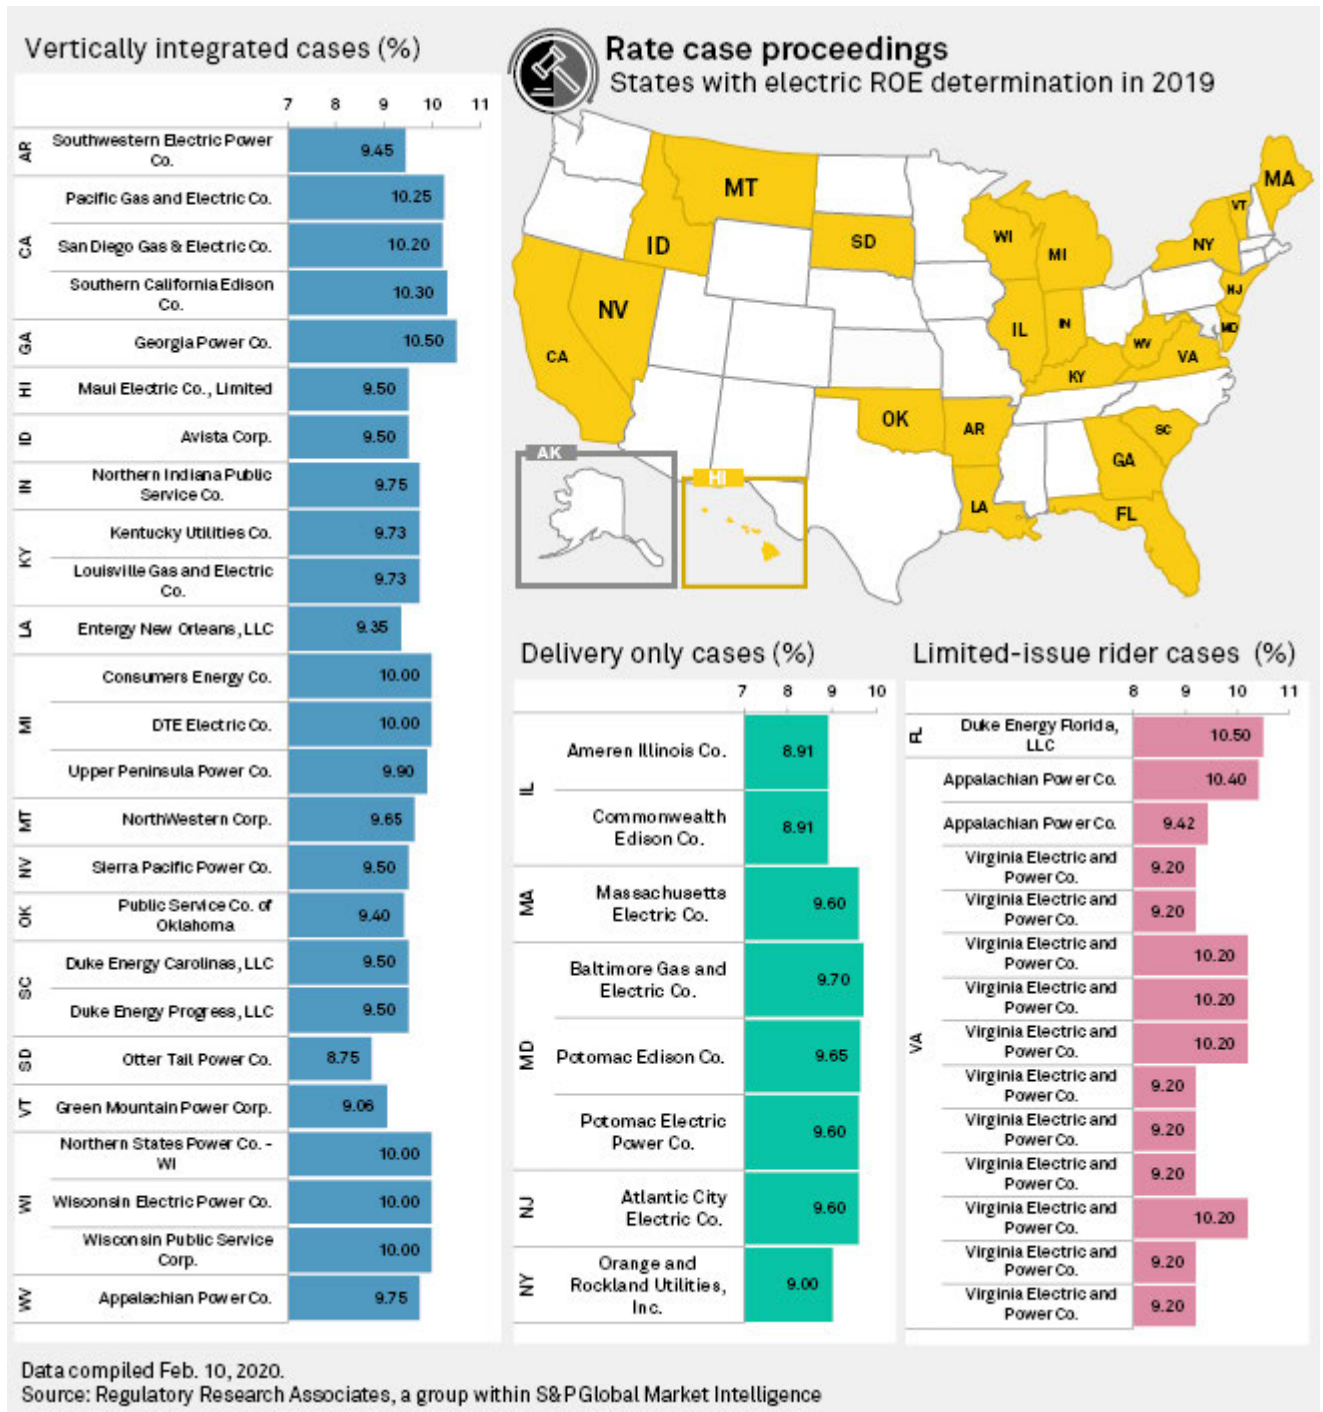 Vertically integrated cases (%)
7 8 9 10 11
AR
Southwestern Electric Power
Co.
9.45
CA
Pacific Gas and Electric Co.
10.25
San Diego Gas & Electric Co.
10.20
Southern California Edison
Co.
10.30
GA
Georgia Power Co.
10.50
HI
Maui Electric Co., Limited
9.50
ID
Avista Corp.
9.50
IN
Northern Indiana Public
Service Co.
9.75
KY
Kentucky Utilities Co.
9.73
Louisville Gas and Electric
Co.
9.73
LA
Entergy New Orleans, LLC
9.35
MI
Consumers Energy Co.
10.00
DTE Electric Co.
10.00
Upper Peninsula Power Co.
9.90
MT
NorthWestern Corp.
9.65
NV
Sierra Pacific Power Co.
9.50
OK
Public Service Co. of
Oklahoma
9.40
SC
Duke Energy Carolinas, LLC
9.50
Duke Energy Progress, LLC
9.50
SD
Otter Tail Power Co.
8.75
VT
Green Mountain Power Corp.
9.06
WI
Northern States Power Co. -
WI
10.00
Wisconsin Electric Power Co.
10.00
Wisconsin Public Service
Corp.
10.00
WV
Appalachian Power Co.
9.75
Rate case proceedings
States with electric ROE determination in 2019
MT
MA
VT
ID
SD
WI
MI
NY
NJ
NV
IL
IN
MD
WV
VA
CA
KY
OK
AR
SC
GA
LA
FL
AK
HI
Delivery only cases (%)
7 8 9 10
IL
Ameren Illinois Co.
8.91
Commonwealth
Edison Co.
8.91
MA
Massachusetts
Electric Co.
9.60
MD
Baltimore Gas and
Electric Co.
9.70
Potomac Edison Co.
9.65
Potomac Electric
Power Co.
9.60
NJ
Atlantic City
Electric Co.
9.60
NY
Orange and
Rockland Utilities,
Inc.
9.00
Limited-issue rider cases (%)
8 9 10 11
FL
Duke Energy Florida,
LLC
10.50
VA
Appalachian Power Co.
10.40
Appalachian Power Co.
9.42
Virginia Electric and
Power Co.
9.20
Virginia Electric and
Power Co.
9.20
Virginia Electric and
Power Co.
10.20
Virginia Electric and
Power Co.
10.20
Virginia Electric and
Power Co.
10.20
Virginia Electric and
Power Co.
9.20
Virginia Electric and
Power Co.
9.20
Virginia Electric and
Power Co.
9.20
Virginia Electric and
Power Co.
10.20
Virginia Electric and
Power Co.
9.20
Virginia Electric and
Power Co.
9.20
Data compiled Feb. 10, 2020.
Source: Regulatory Research Associates, a group within S&P Global Market Intelligence